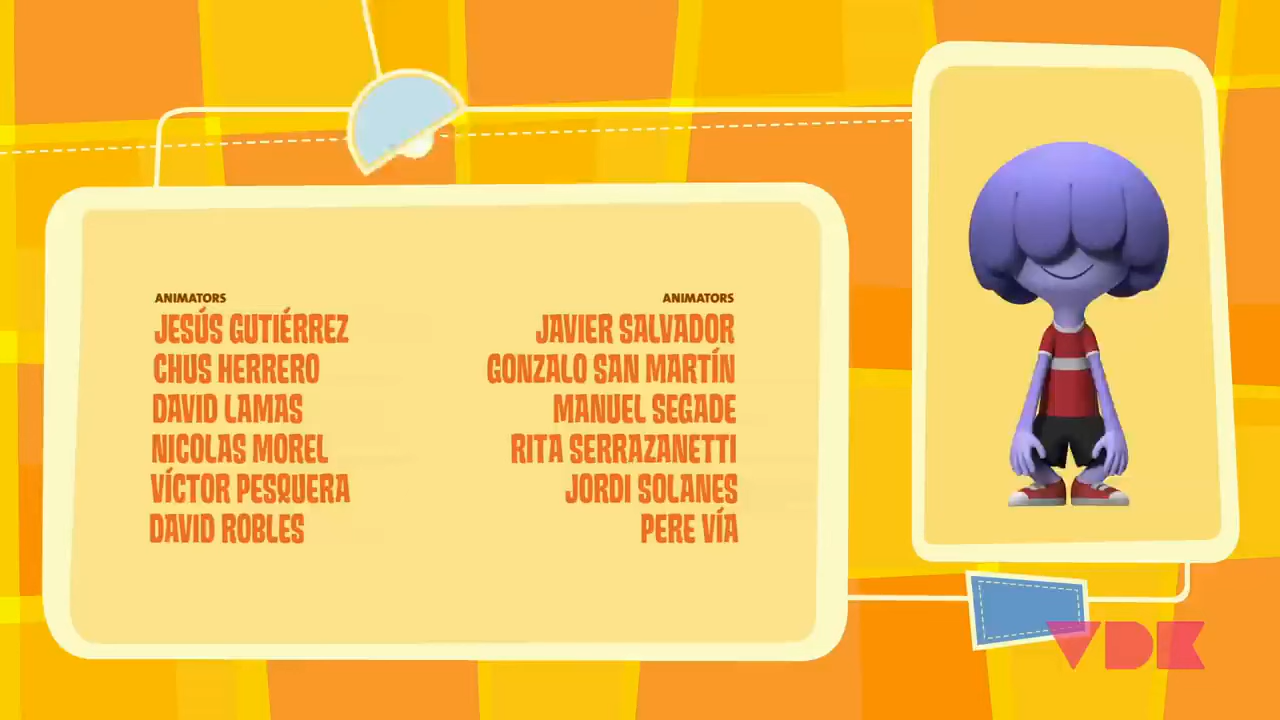 ANIMATORS
JESÚS GUTIÉRREZ
CHUS HERRERO
DAVID LAMAS
NICOLAS MOREL
VÍCTOR PESQUERA
DAVID ROBLES
ANIMATORS
JAVIER SALVADOR
GONZALO SAN MARTÍN
MANUEL SEGADE
RITA SERRAZANETTI
JORDI SOLANES
PERE VÍA
VDK